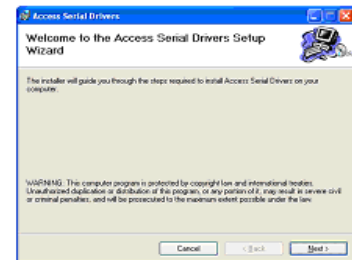 Access Serial Drivers
Welcome to the Access Serial Drivers Setup
Wizard
The installer will guide you through the steps required to install Access Serial Drivers on your
computer.
WARNING: This computer program is protected by copyright law and international treaties.
Unauthorized duplication or distribution of this program, or any portion of it, may result in severe civil
or criminal penalties, and will be prosecuted to the maximum extent possible under the law.
Cancel
< Back
Next >